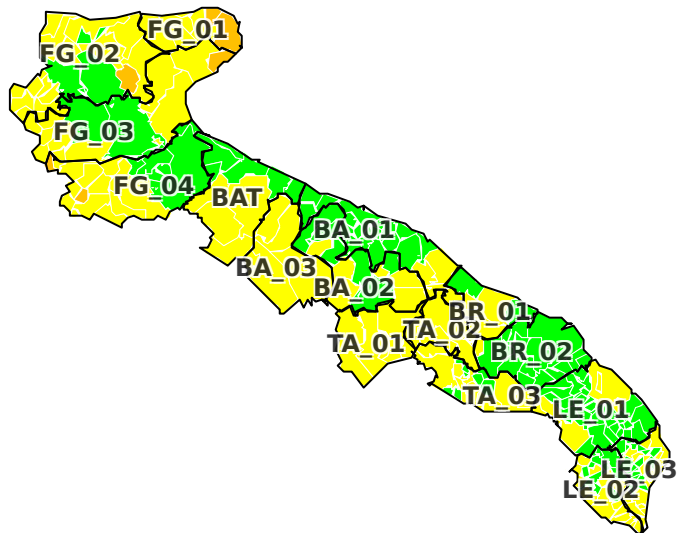 FG_01
FG_02
FG_03
FG_04
BAT
BA_01
BA_03
BA_02
BR_01
TA_02
TA_01
BR_02
TA_03
LE_01
LE_03
LE_02